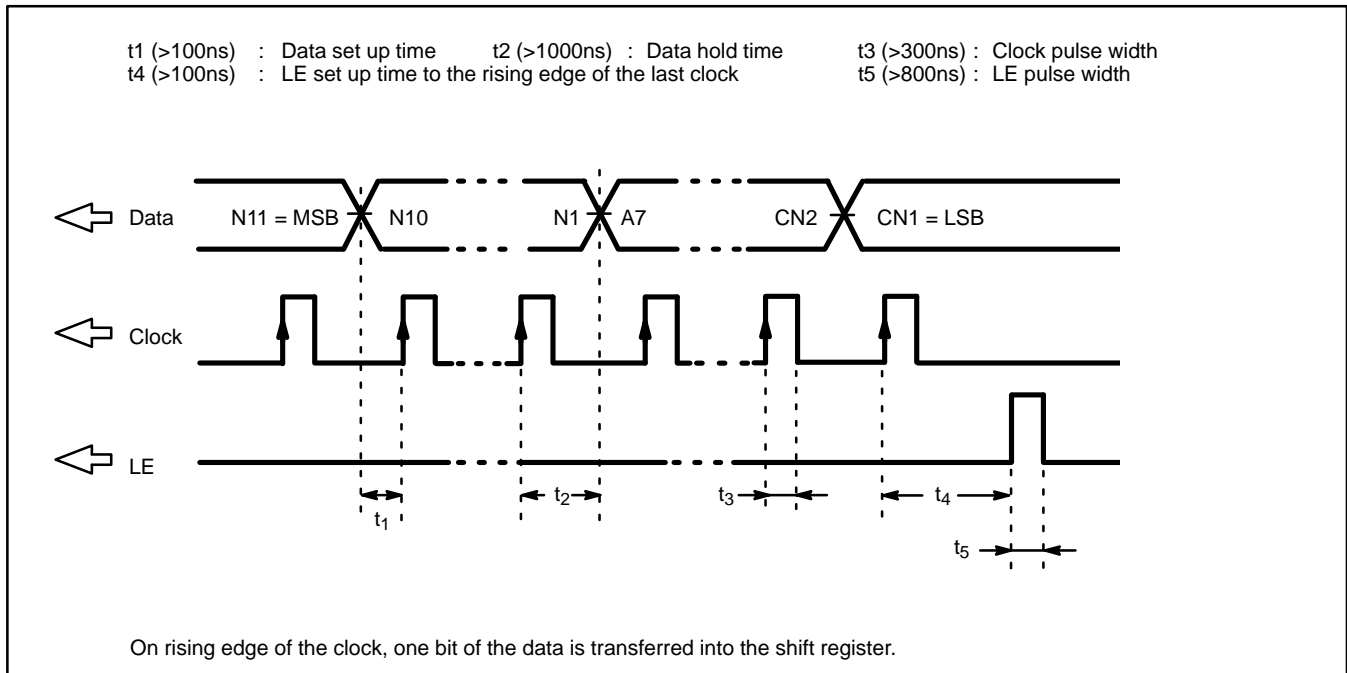 t1 (>100ns) : Data set up time t2 (>1000ns) : Data hold time t3 (>300ns) : Clock pulse width
t4 (>100ns) : LE set up time to the rising edge of the last clock t5 (>800ns) : LE pulse width
Data N11 = MSB N10 N1 A7 CN2 CN1 = LSB
Clock
LE
t1 t2 t3 t4
t5
On rising edge of the clock, one bit of the data is transferred into the shift register.